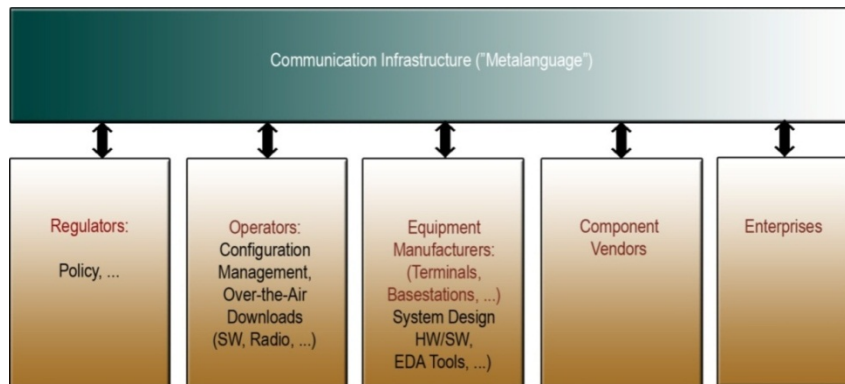 Communication Infrastructure ("Metalanguage")
Regulators:
Policy, ...
Operators:
Configuration
Management,
Over-the-Air
Downloads
(SW, Radio, ...)
Equipment
Manufacturers:
(Terminals,
Basestations, ...)
System Design
HW/SW,
EDA Tools, ...)
Component
Vendors
Enterprises